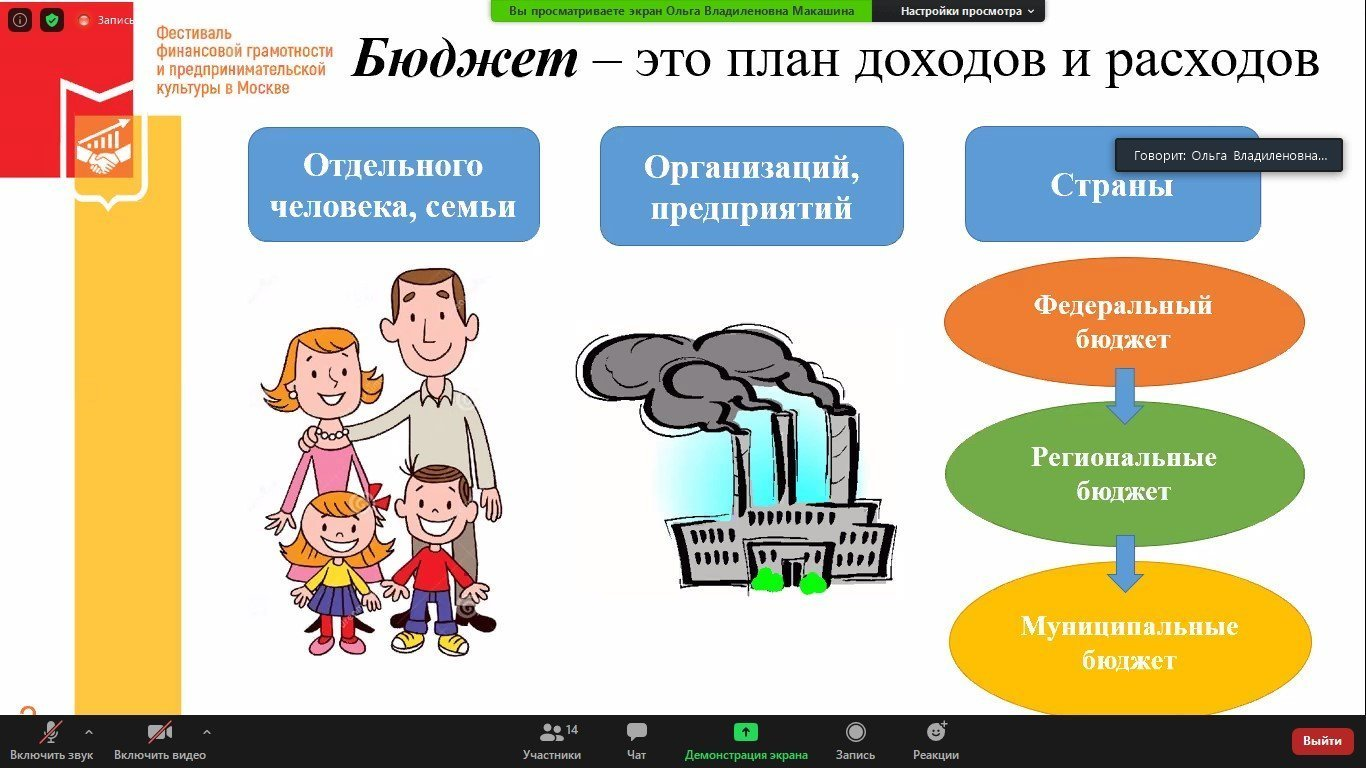 Вы просматриваете экран Ольга Владиленовна Макашина
Настройки просмотра
Запись
Фестиваль
финансовой грамотности
и предпринимательской
культуры в Москве
Бюджет – это план доходов и расходов
Отдельного
человека, семьи
Организаций,
предприятий
Страны
Говорит: Ольга Владиленовна...
Федеральный
бюджет
Региональные
бюджет
Муниципальные
бюджет
Включить звук
Включить видео
14
Участники
Чат
Демонстрация экрана
Запись
Реакции
Выйти